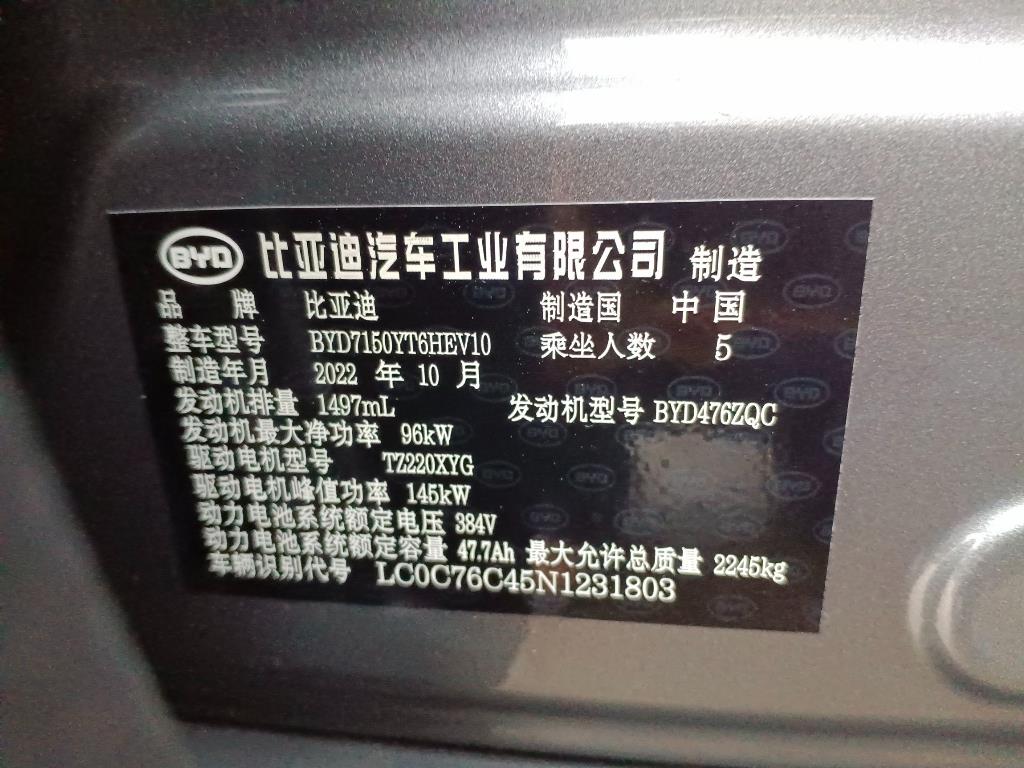 BYD 比亚迪汽车工业有限公司 制造
品 牌 比亚迪 制造国 中国
整车型号 BYD7150YT6HEV10 乘坐人数 5
制造年月 2022 年 10 月
发动机排量 1497mL 发动机型号 BYD476ZQC
发动机最大净功率 96kW
驱动电机型号 TZ220XYG
驱动电机峰值功率 145kW
动力电池系统额定电压 384V
动力电池系统额定容量 47.7Ah 最大允许总质量 2245kg
车辆识别代号 LC0C76C45N1231803